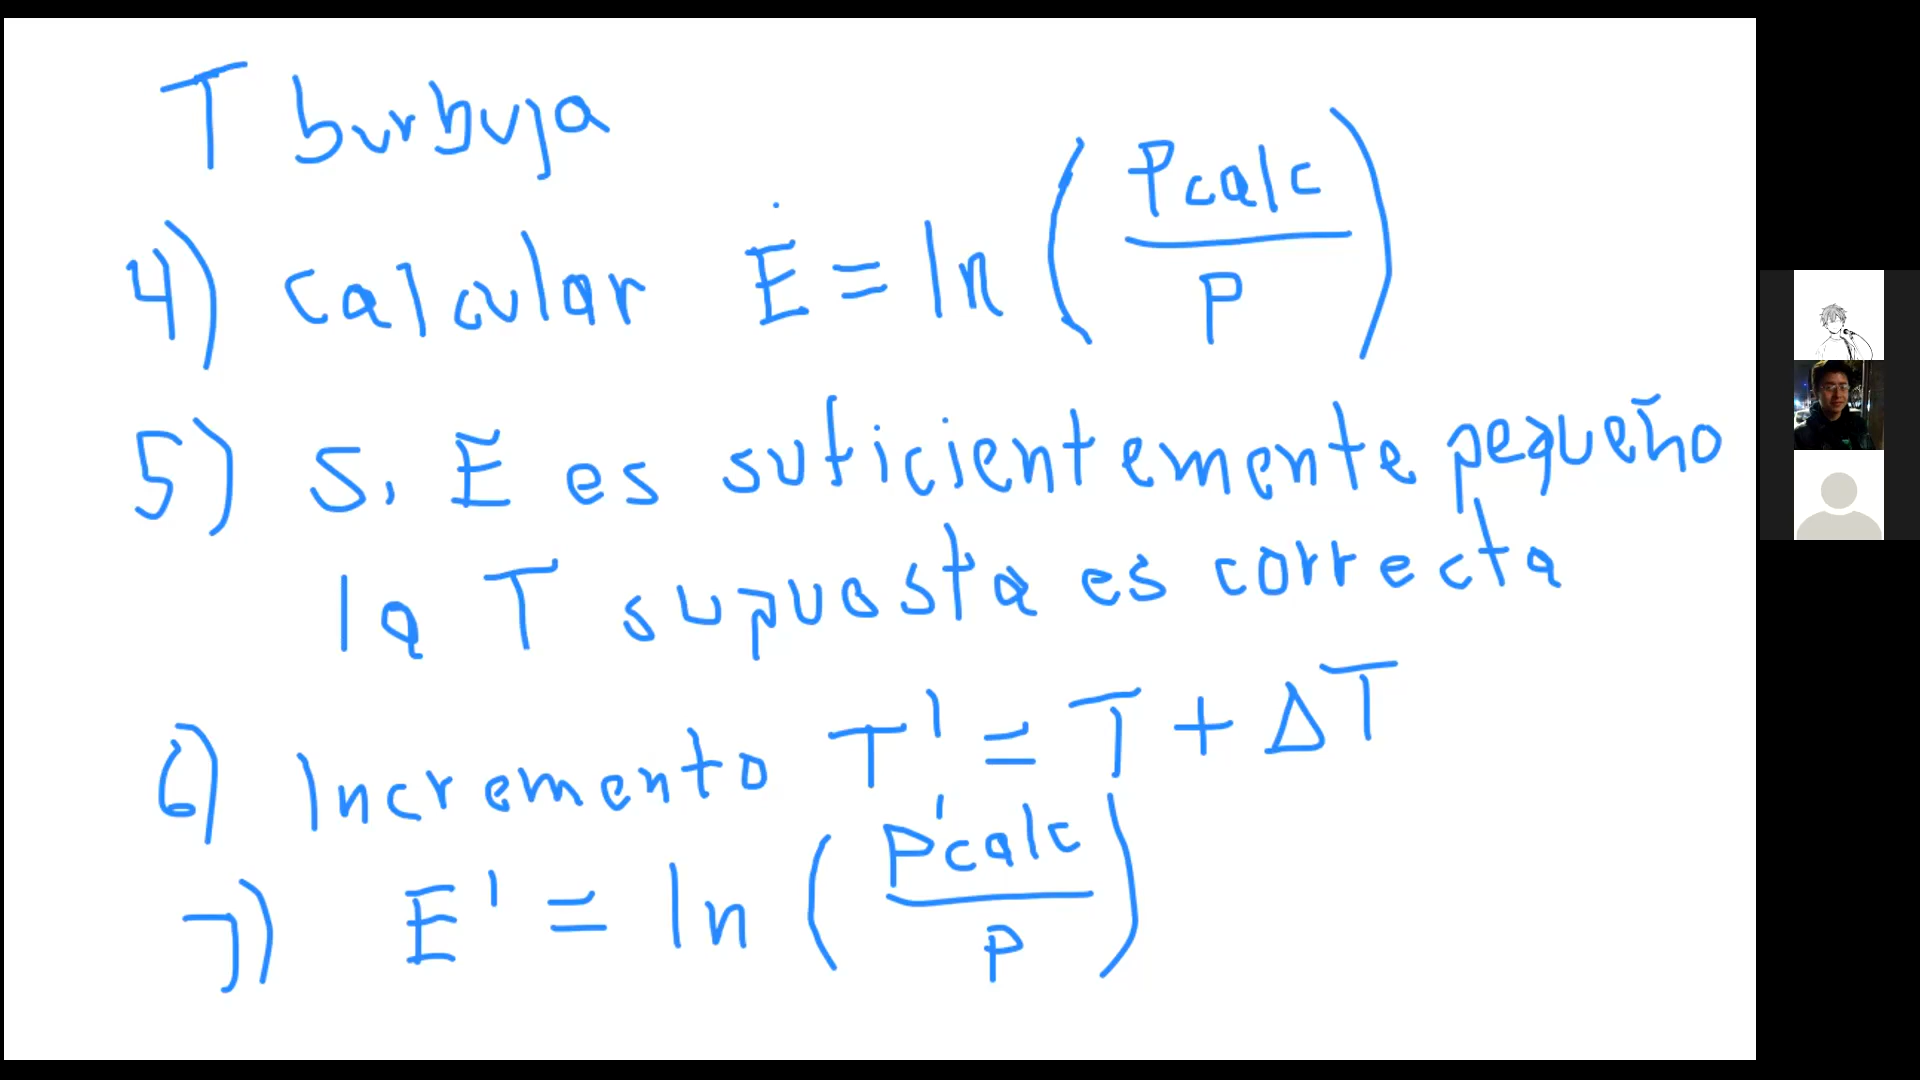 T burbuja
4) calcular E = ln (Pcalc / P)
5) Si E es suficientemente pequeño
la T supuesta es correcta
6) Incremento T' = T + ΔT
7) E' = ln (P'calc / P)